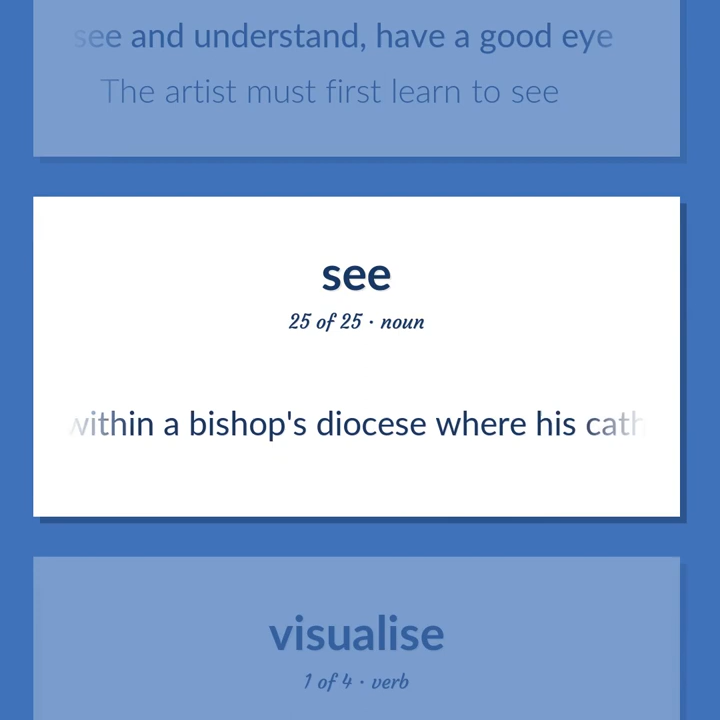 see and understand, have a good eye
The artist must first learn to see
see
25 of 25 · noun
within a bishop's diocese where his cath
visualise
1 of 4 · verb